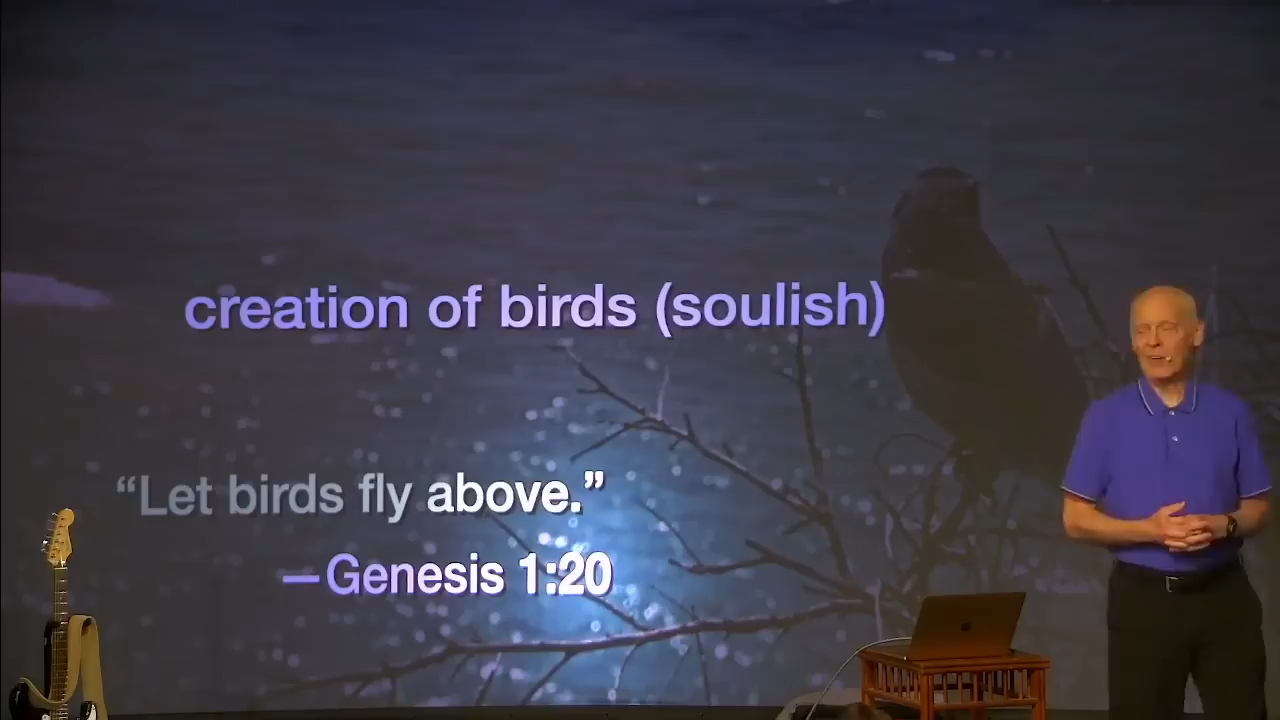 creation of birds (soulish)
“Let birds fly above.”
—Genesis 1:20